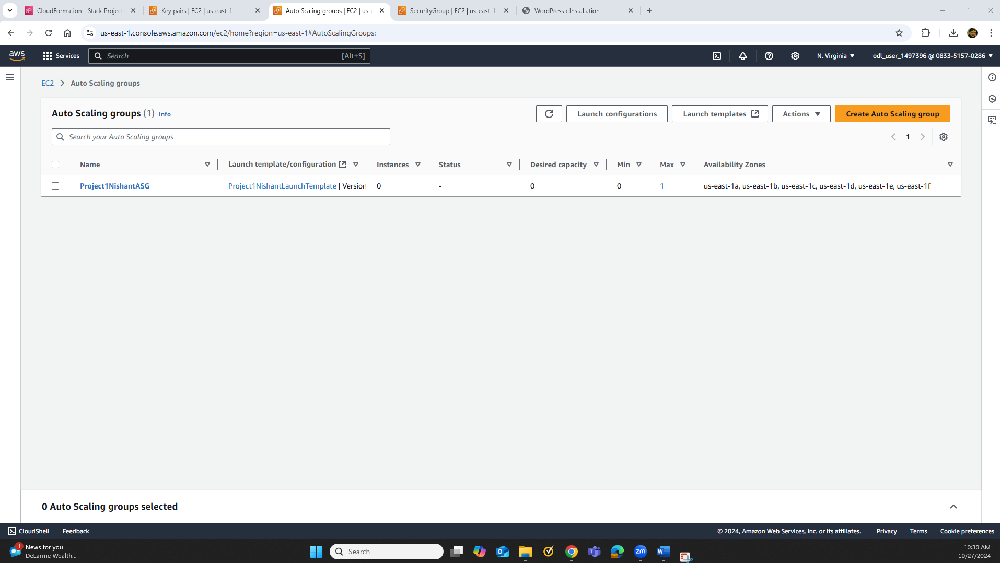 CloudFormation - Stack Project
Key pairs | EC2 | us-east-1
Auto Scaling groups | EC2 | us-e
SecurityGroup | EC2 | us-east-1
WordPress › Installation
us-east-1.console.aws.amazon.com/ec2/home?region=us-east-1#AutoScalingGroups:
aws
Services
Search
[Alt+S]
N. Virginia
odl_user_1497396 @ 0833-5157-0286
EC2
Auto Scaling groups
Auto Scaling groups (1) Info
Launch configurations
Launch templates
Actions
Create Auto Scaling group
Search your Auto Scaling groups
1
Name Launch template/configuration Instances Status Desired capacity Min Max Availability Zones
Project1NishantASG Project1NishantLaunchTemplate | Version 0 - 0 0 1 us-east-1a, us-east-1b, us-east-1c, us-east-1d, us-east-1e, us-east-1f
0 Auto Scaling groups selected
CloudShell Feedback © 2024, Amazon Web Services, Inc. or its affiliates. Privacy Terms Cookie preferences
1
News for you
DeLarme Wealth...
Search
zm
10:30 AM
10/27/2024